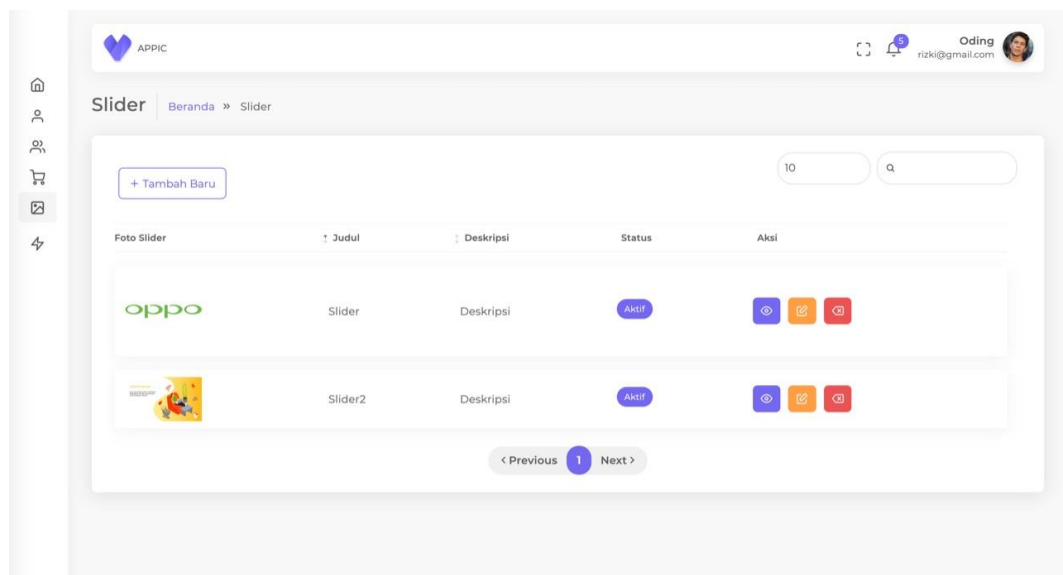 APPIC
5
Oding
rizki@gmail.com
Slider
Beranda » Slider
+ Tambah Baru
10
Foto Slider Judul Deskripsi Status Aksi
oppo
Slider Deskripsi Aktif
Slider2 Deskripsi Aktif
< Previous 1 Next >